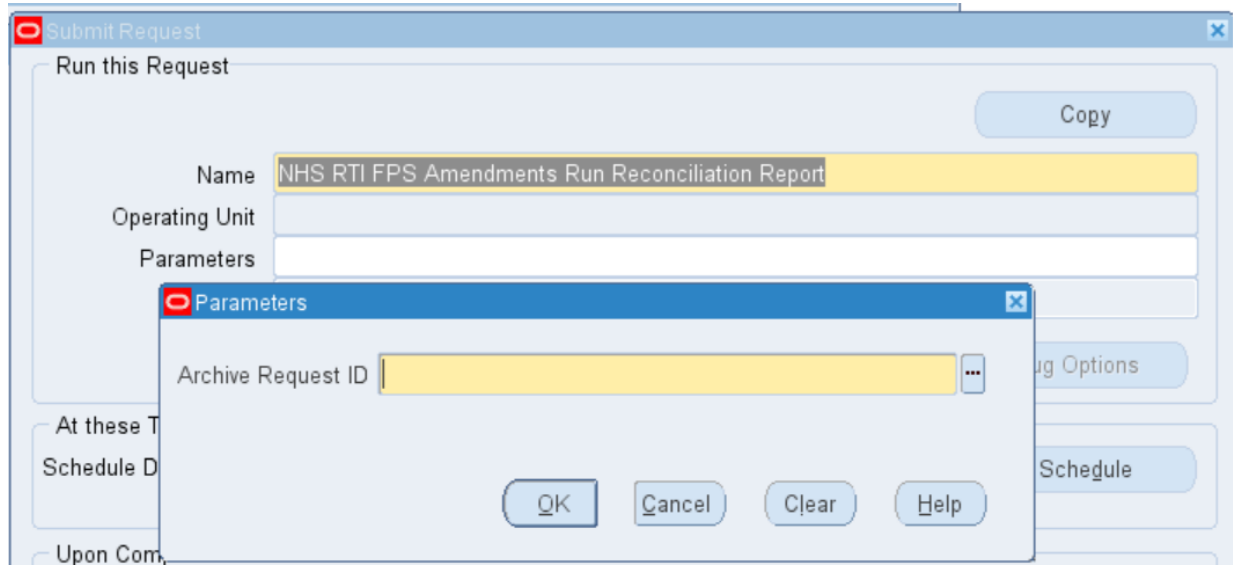 Submit Request
Run this Request
Copy
Name NHS RTI FPS Amendments Run Reconciliation Report
Operating Unit
Parameters
Parameters
Archive Request ID ...
ug Options
At these T
Schedule D
Schedule
OK Cancel Clear Help
Upon Com